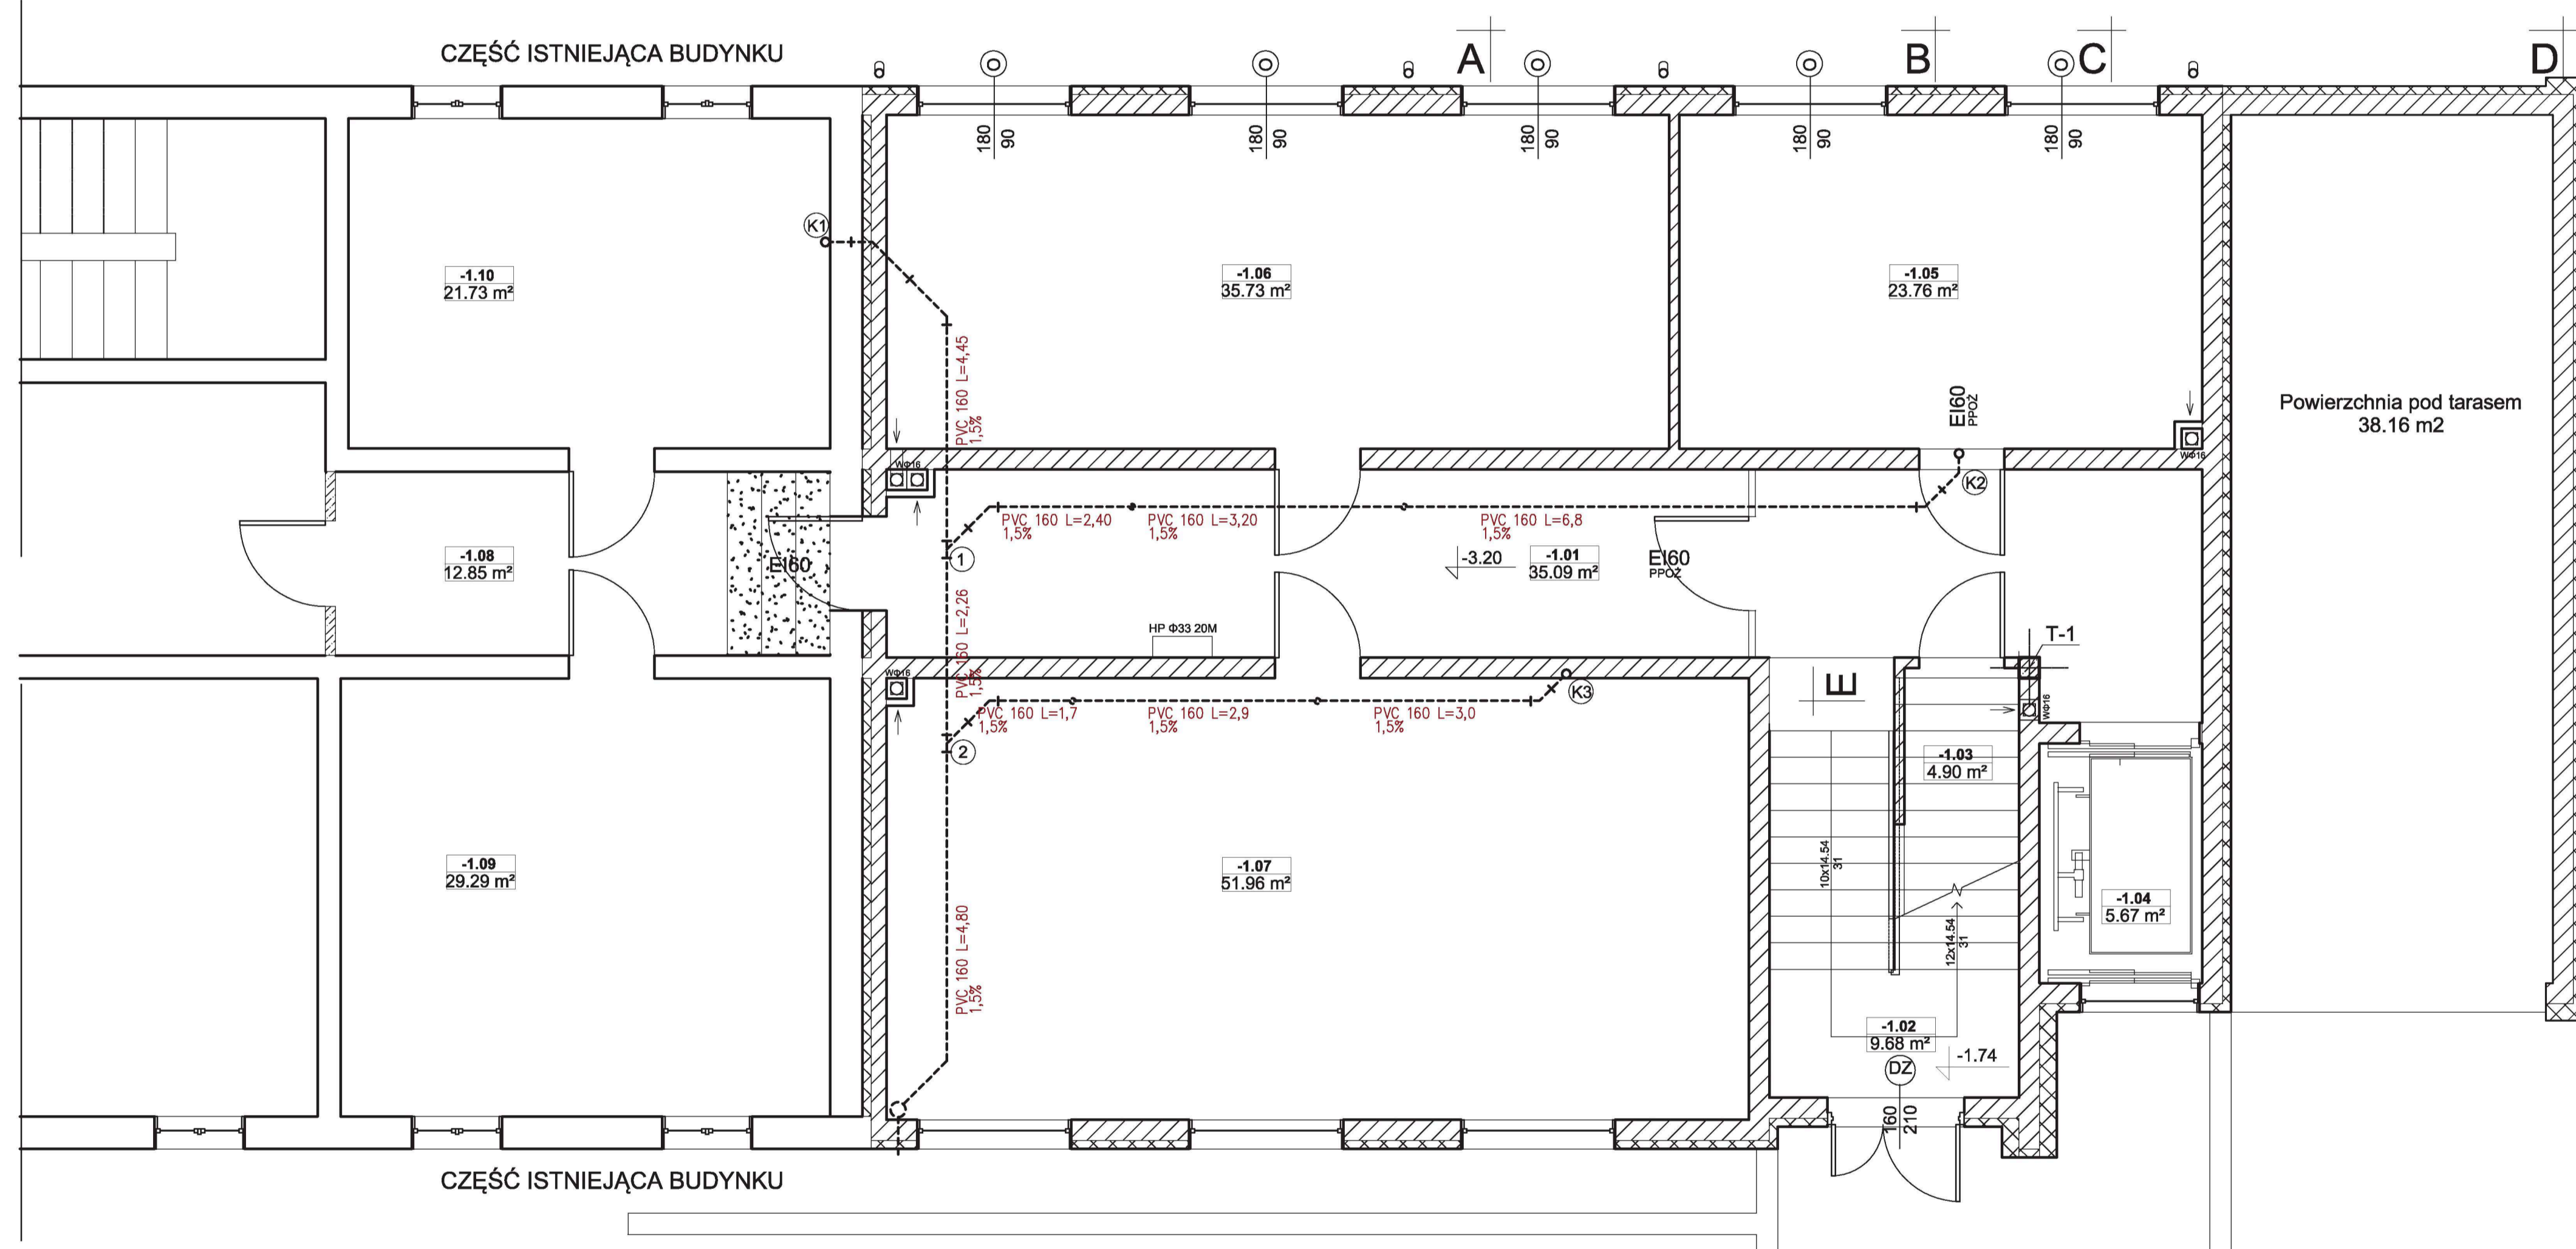 CZĘŚĆ ISTNIEJĄCA BUDYNKU
A
B
C
D
O
O
O
O
O
180
90
180
90
180
90
180
90
180
90
K1
-1.10
21.73 m²
-1.06
35.73 m²
-1.05
23.76 m²
PVC 160 L=4,45
1,5%
EI60
PPOŻ
Powierzchnia pod tarasem
38.16 m2
WΦ16
WΦ16
K2
PVC 160 L=2,40
1,5%
PVC 160 L=3,20
1,5%
PVC 160 L=6,8
1,5%
1
-1.08
12.85 m²
EI60
-3.20
-1.01
35.09 m²
EI60
PPOŻ
PVC 160 L=2,26
1,5%
HP Φ33 20M
T-1
WΦ16
K3
E
WΦ16
PVC 160 L=1,7
1,5%
PVC 160 L=2,9
1,5%
PVC 160 L=3,0
1,5%
2
-1.03
4.90 m²
-1.09
29.29 m²
-1.07
51.96 m²
10x14.54
31
12x14.54
31
-1.04
5.67 m²
PVC 160 L=4,80
1,5%
-1.02
9.68 m²
-1.74
DZ
160
210
CZĘŚĆ ISTNIEJĄCA BUDYNKU